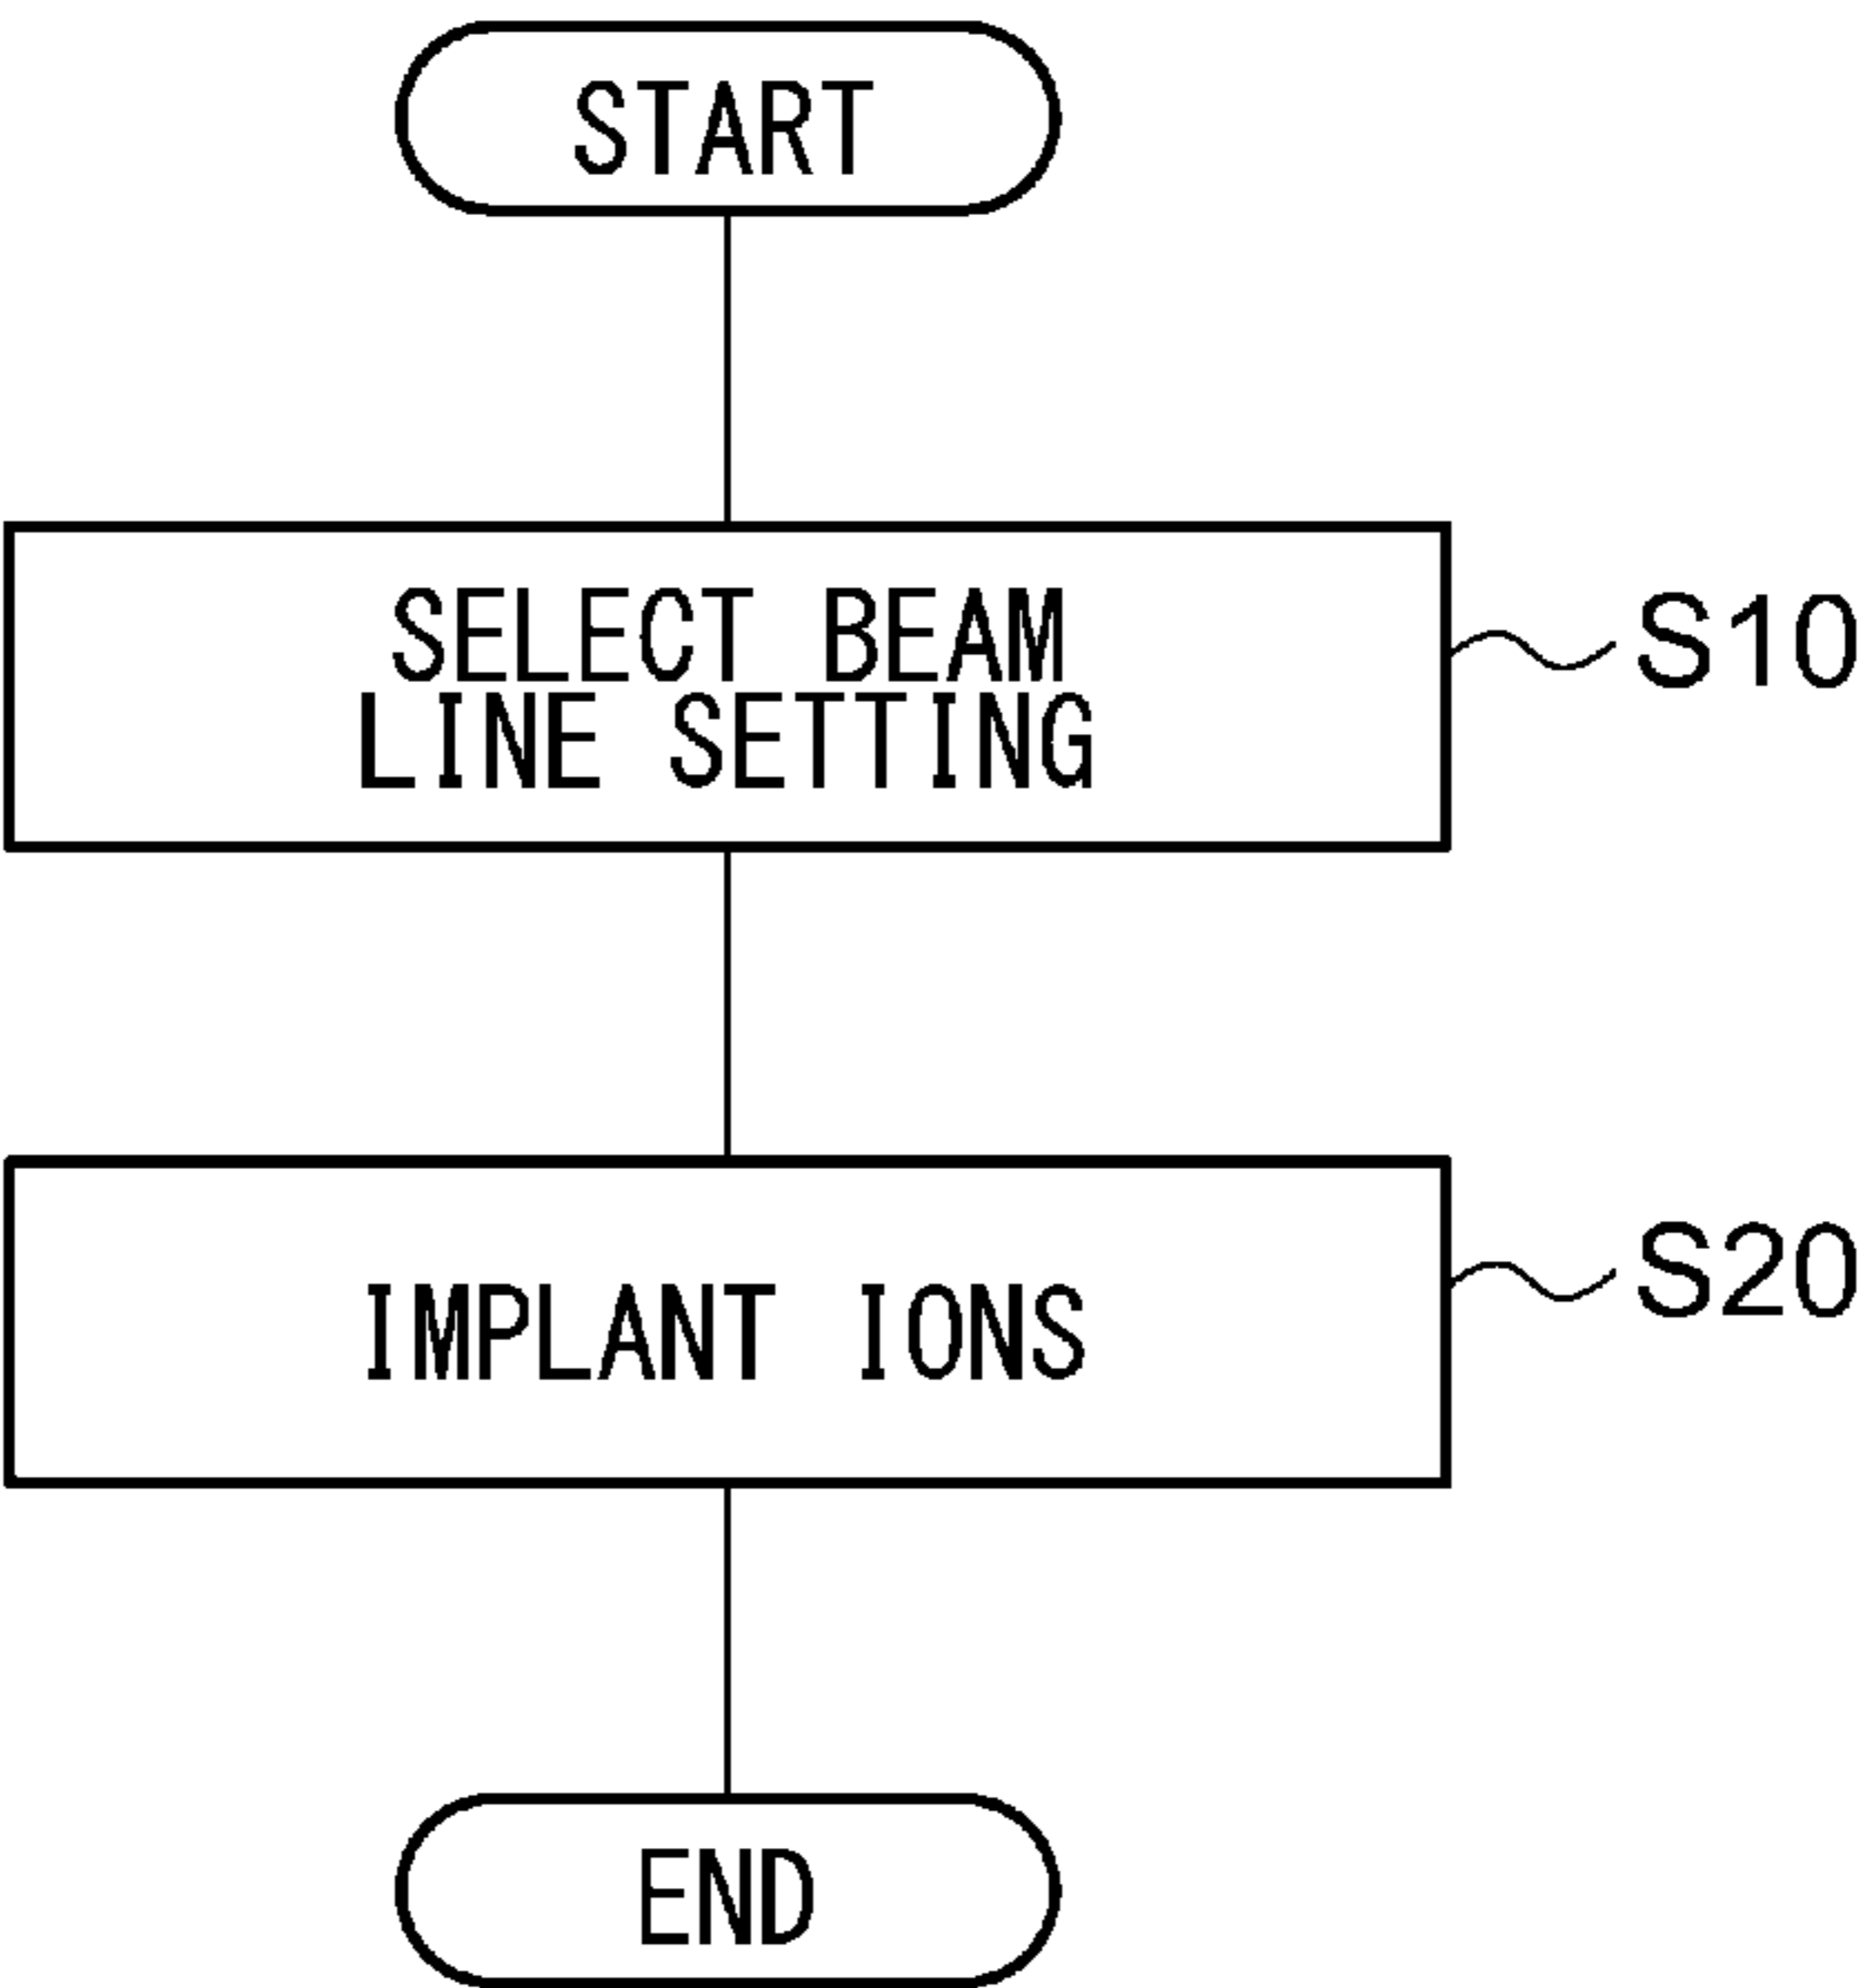 START
SELECT BEAM
LINE SETTING
S10
IMPLANT IONS
S20
END